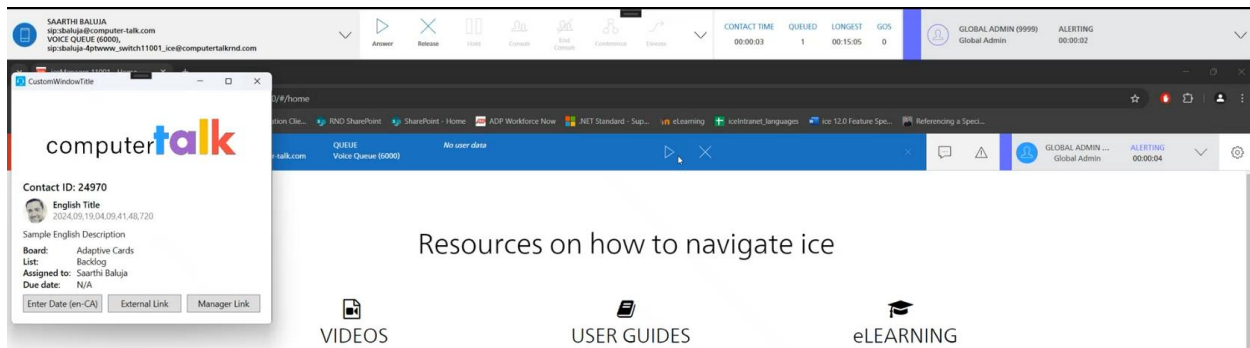 SAARTHI BALUJA
sip:sbaluja@computer-talk.com
VOICE QUEUE (6000),
sip:sbaluja-4ptwww_switch11001_ice@computertalkrnd.com
Answer
Release
Hold
Consult
End Consult
Conference
CONTACT TIME QUEUED LONGEST GOS
00:00:03 1 00:15:05 0
GLOBAL ADMIN (9999) ALERTING
Global Admin 00:00:02
CustomWindowTitle
computertalk
Contact ID: 24970
English Title
2024,09,19,04,09,41,48,720
Sample English Description
Board: Adaptive Cards
List: Backlog
Assigned to: Saarthi Baluja
Due date: N/A
Enter Date (en-CA) External Link Manager Link
0/#/home
ation Clie... RND SharePoint SharePoint - Home ADP Workforce Now .NET Standard - Sup... eLearning iceIntranet_languages ice 12.0 Feature Spe... Referencing a Speci...
r-talk.com
QUEUE
Voice Queue (6000)
No user data
GLOBAL ADMIN ... ALERTING
Global Admin 00:00:04
Resources on how to navigate ice
VIDEOS USER GUIDES eLEARNING